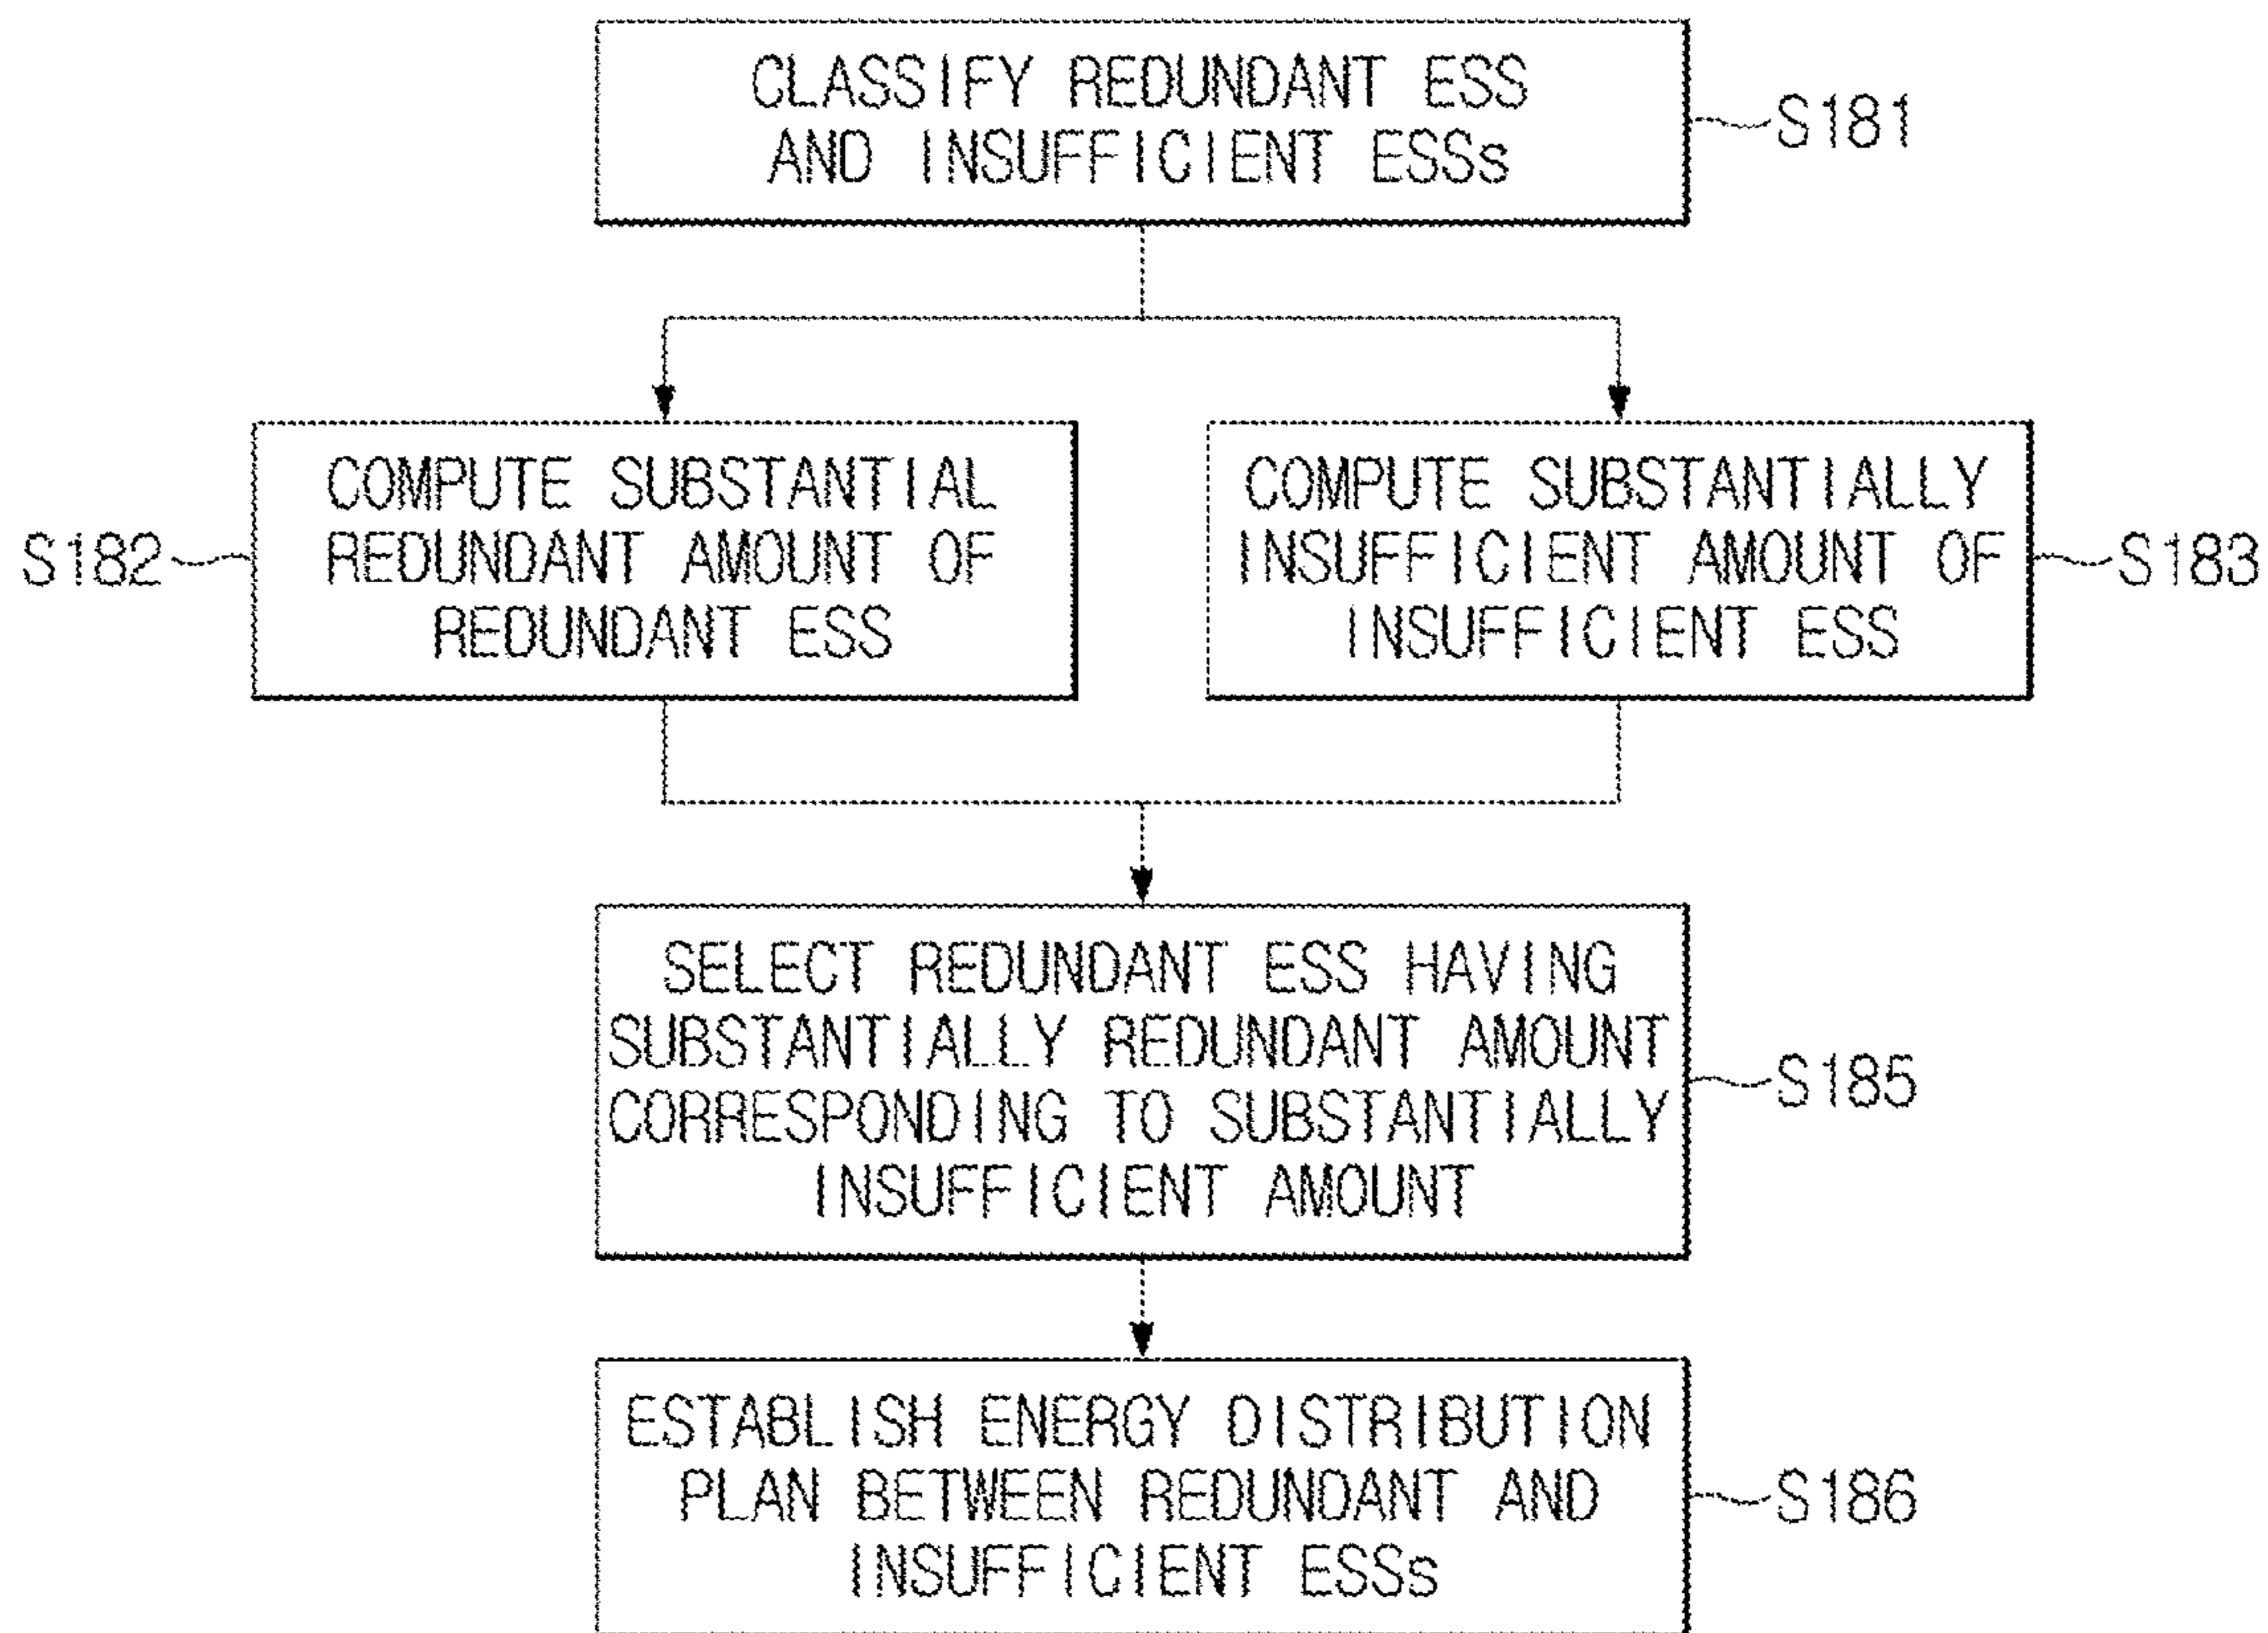 CLASSIFY REDUNDANT ESS
AND INSUFFICIENT ESSs
S181
COMPUTE SUBSTANTIAL
REDUNDANT AMOUNT OF
REDUNDANT ESS
S182
COMPUTE SUBSTANTIALLY
INSUFFICIENT AMOUNT OF
INSUFFICIENT ESS
S183
SELECT REDUNDANT ESS HAVING
SUBSTANTIALLY REDUNDANT AMOUNT
CORRESPONDING TO SUBSTANTIALLY
INSUFFICIENT AMOUNT
S185
ESTABLISH ENERGY DISTRIBUTION
PLAN BETWEEN REDUNDANT AND
INSUFFICIENT ESSs
S186